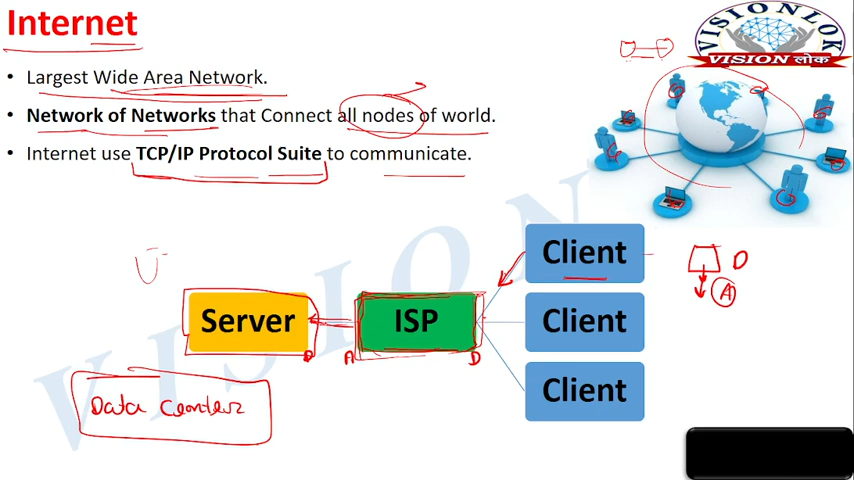 Internet
VISIONLOK
VISION लोक
• Largest Wide Area Network.
• Network of Networks that Connect all nodes of world.
• Internet use TCP/IP Protocol Suite to communicate.
VISION
Client
D
A
Server
ISP
Client
A
D
Client
Data Centers